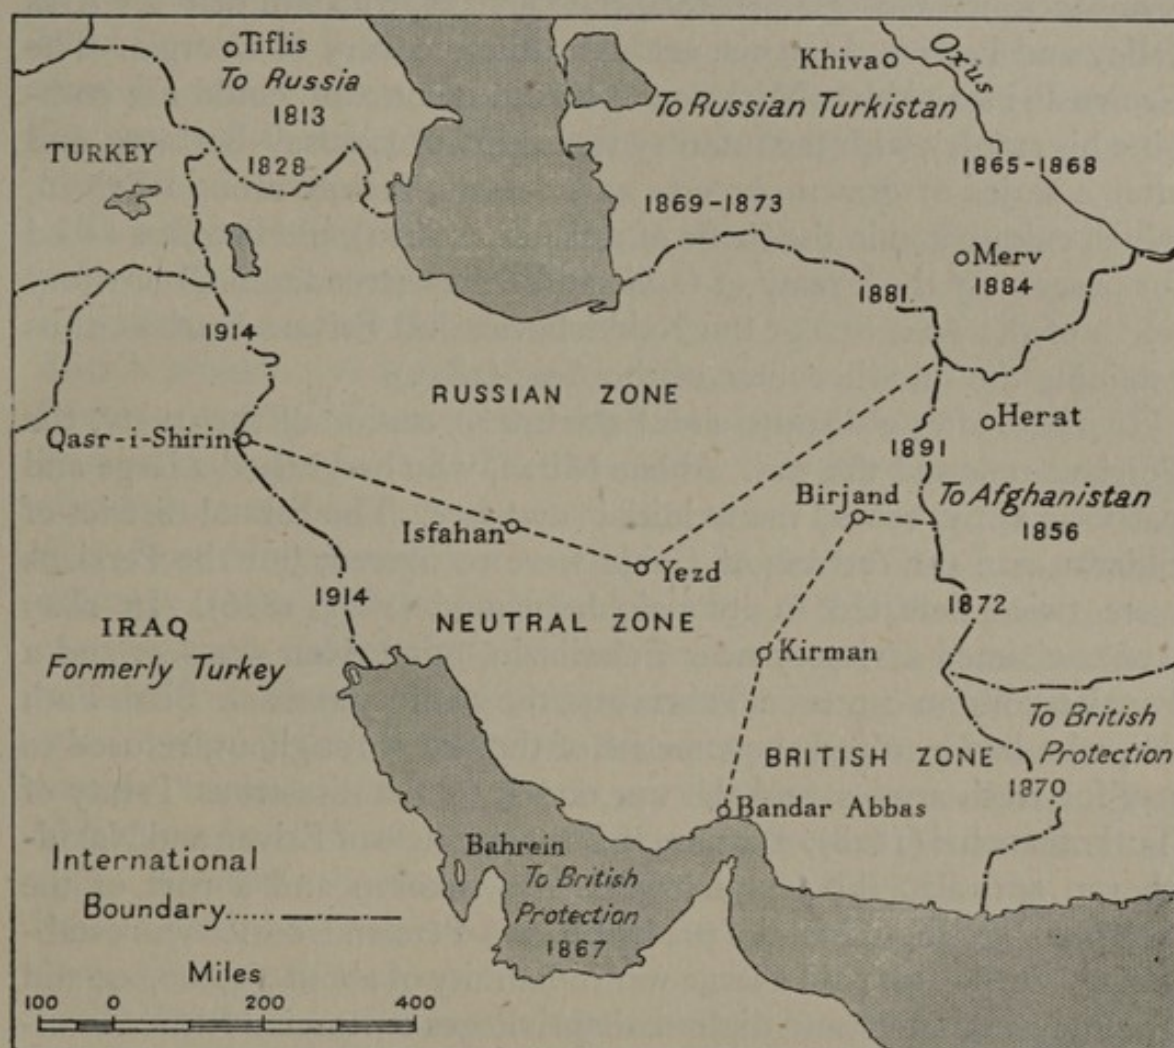 Tiflis
To Russia
1813
Khiva
Oxus
To Russian Turkistan
TURKEY
1828
1865-1868
1869-1873
Merv
1884
1881
1914
RUSSIAN ZONE
Herat
Qasr-i-Shirin
1891
Birjand
To Afghanistan
1856
Isfahan
Yezd
1914
1872
IRAQ
Formerly Turkey
NEUTRAL ZONE
Kirman
To British
Protection
BRITISH ZONE
1870
Bandar Abbas
Bahrein
To British
Protection
1867
International
Boundary......
Miles
100 0 200 400